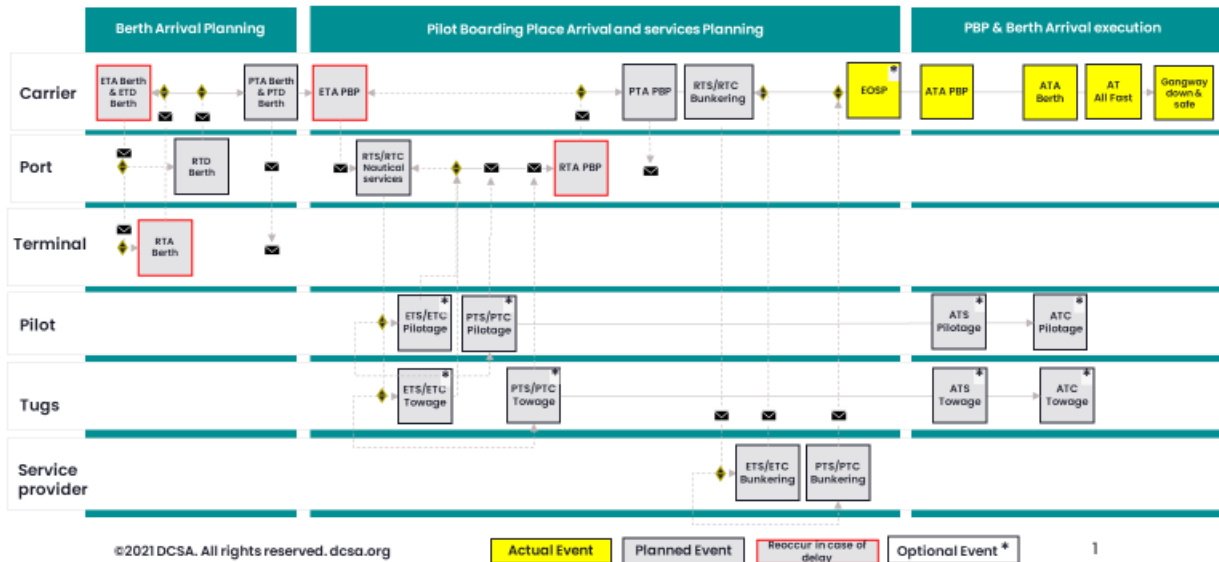 Berth Arrival Planning
Pilot Boarding Place Arrival and services Planning
PBP & Berth Arrival execution
Carrier
ETA Berth
& ETD
Berth
PTA Berth
& PTD
Berth
ETA PBP
PTA PBP
RTS/RTC
Bunkering
*
EOSP
ATA PBP
ATA
Berth
AT
All Fast
Gangway
down &
safe
Port
RTD
Berth
RTS/RTC
Nautical
services
RTA PBP
Terminal
RTA
Berth
Pilot
*
ETS/ETC
Pilotage
*
PTS/PTC
Pilotage
*
ATS
Pilotage
*
ATC
Pilotage
Tugs
*
ETS/ETC
Towage
*
PTS/PTC
Towage
*
ATS
Towage
*
ATC
Towage
Service
provider
ETS/ETC
Bunkering
PTS/PTC
Bunkering
©2021 DCSA. All rights reserved. dcsa.org
Actual Event
Planned Event
Reoccur in case of
delay
Optional Event *
1